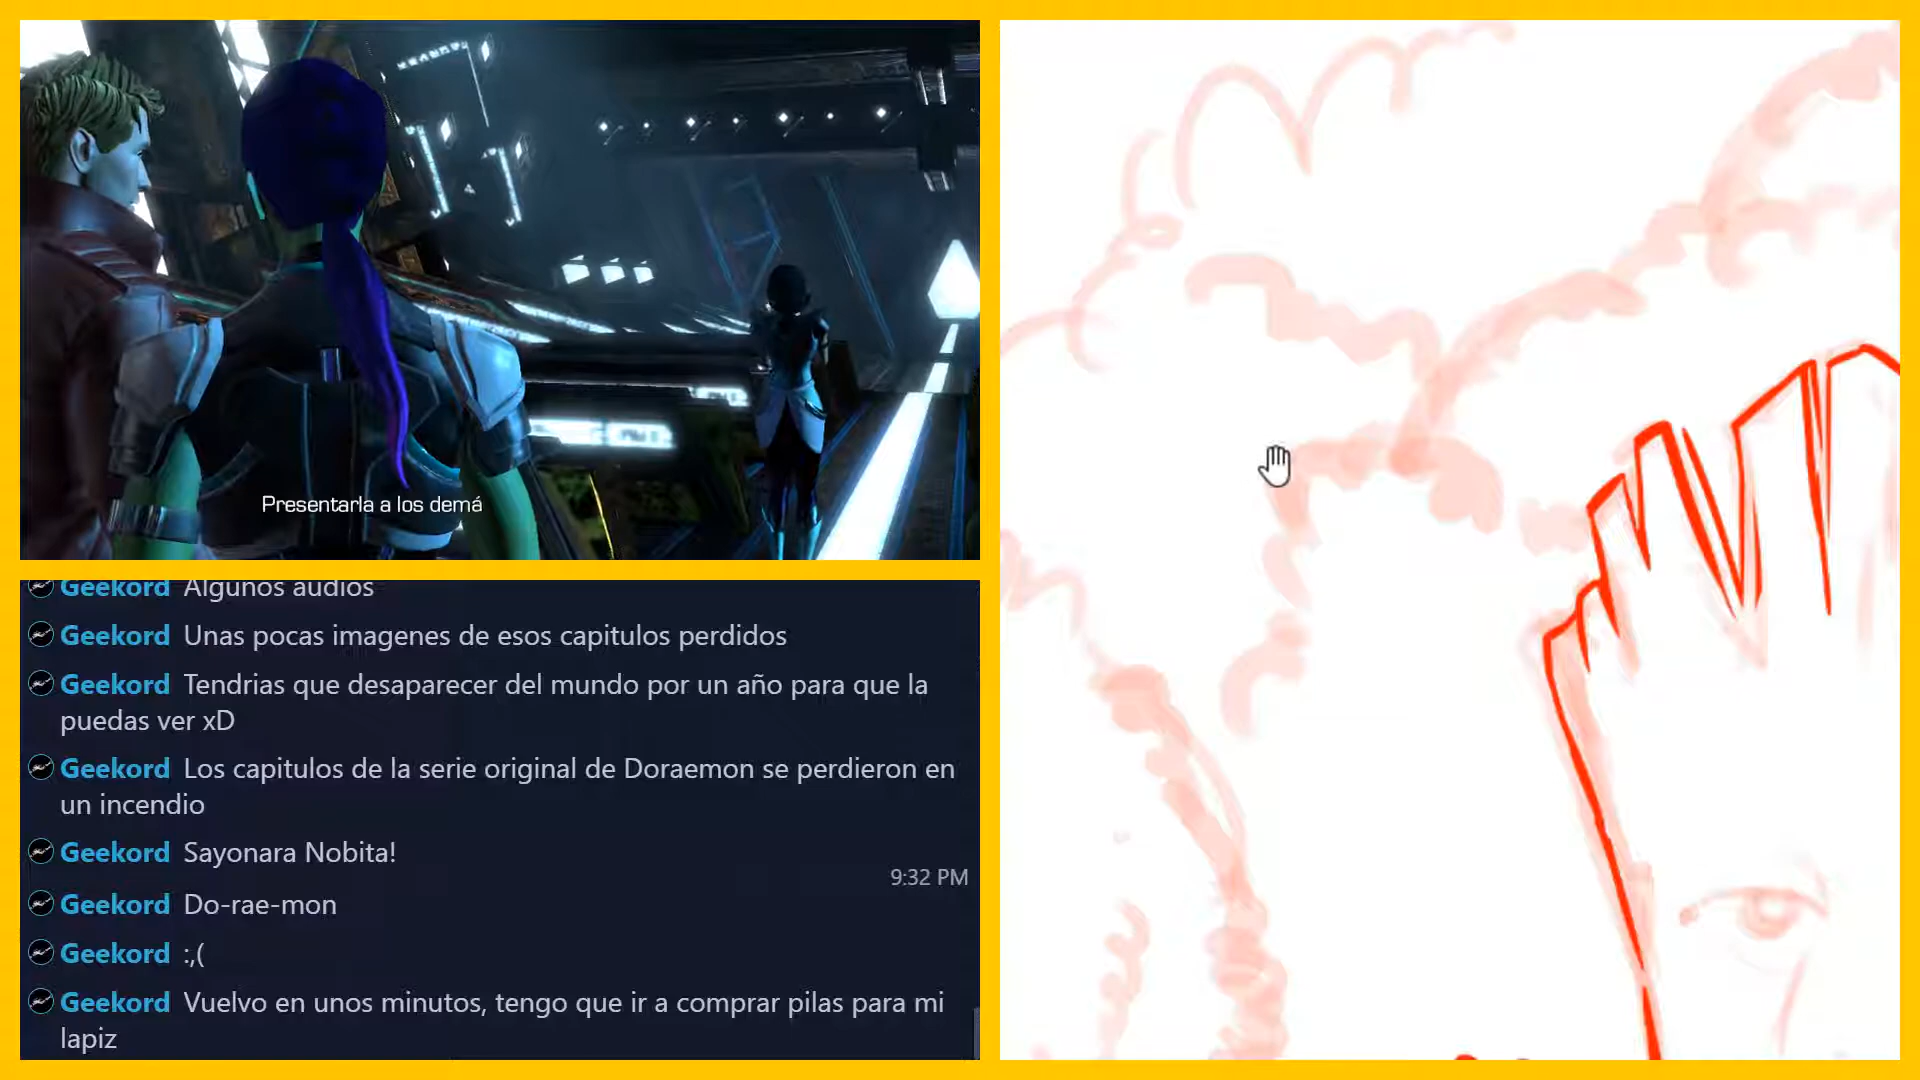 Presentarla a los demá
Geekord Algunos audios
Geekord Unas pocas imagenes de esos capitulos perdidos
Geekord Tendrias que desaparecer del mundo por un año para que la
puedas ver xD
Geekord Los capitulos de la serie original de Doraemon se perdieron en
un incendio
Geekord Sayonara Nobita!
9:32 PM
Geekord Do-rae-mon
Geekord :,(
Geekord Vuelvo en unos minutos, tengo que ir a comprar pilas para mi
lapiz